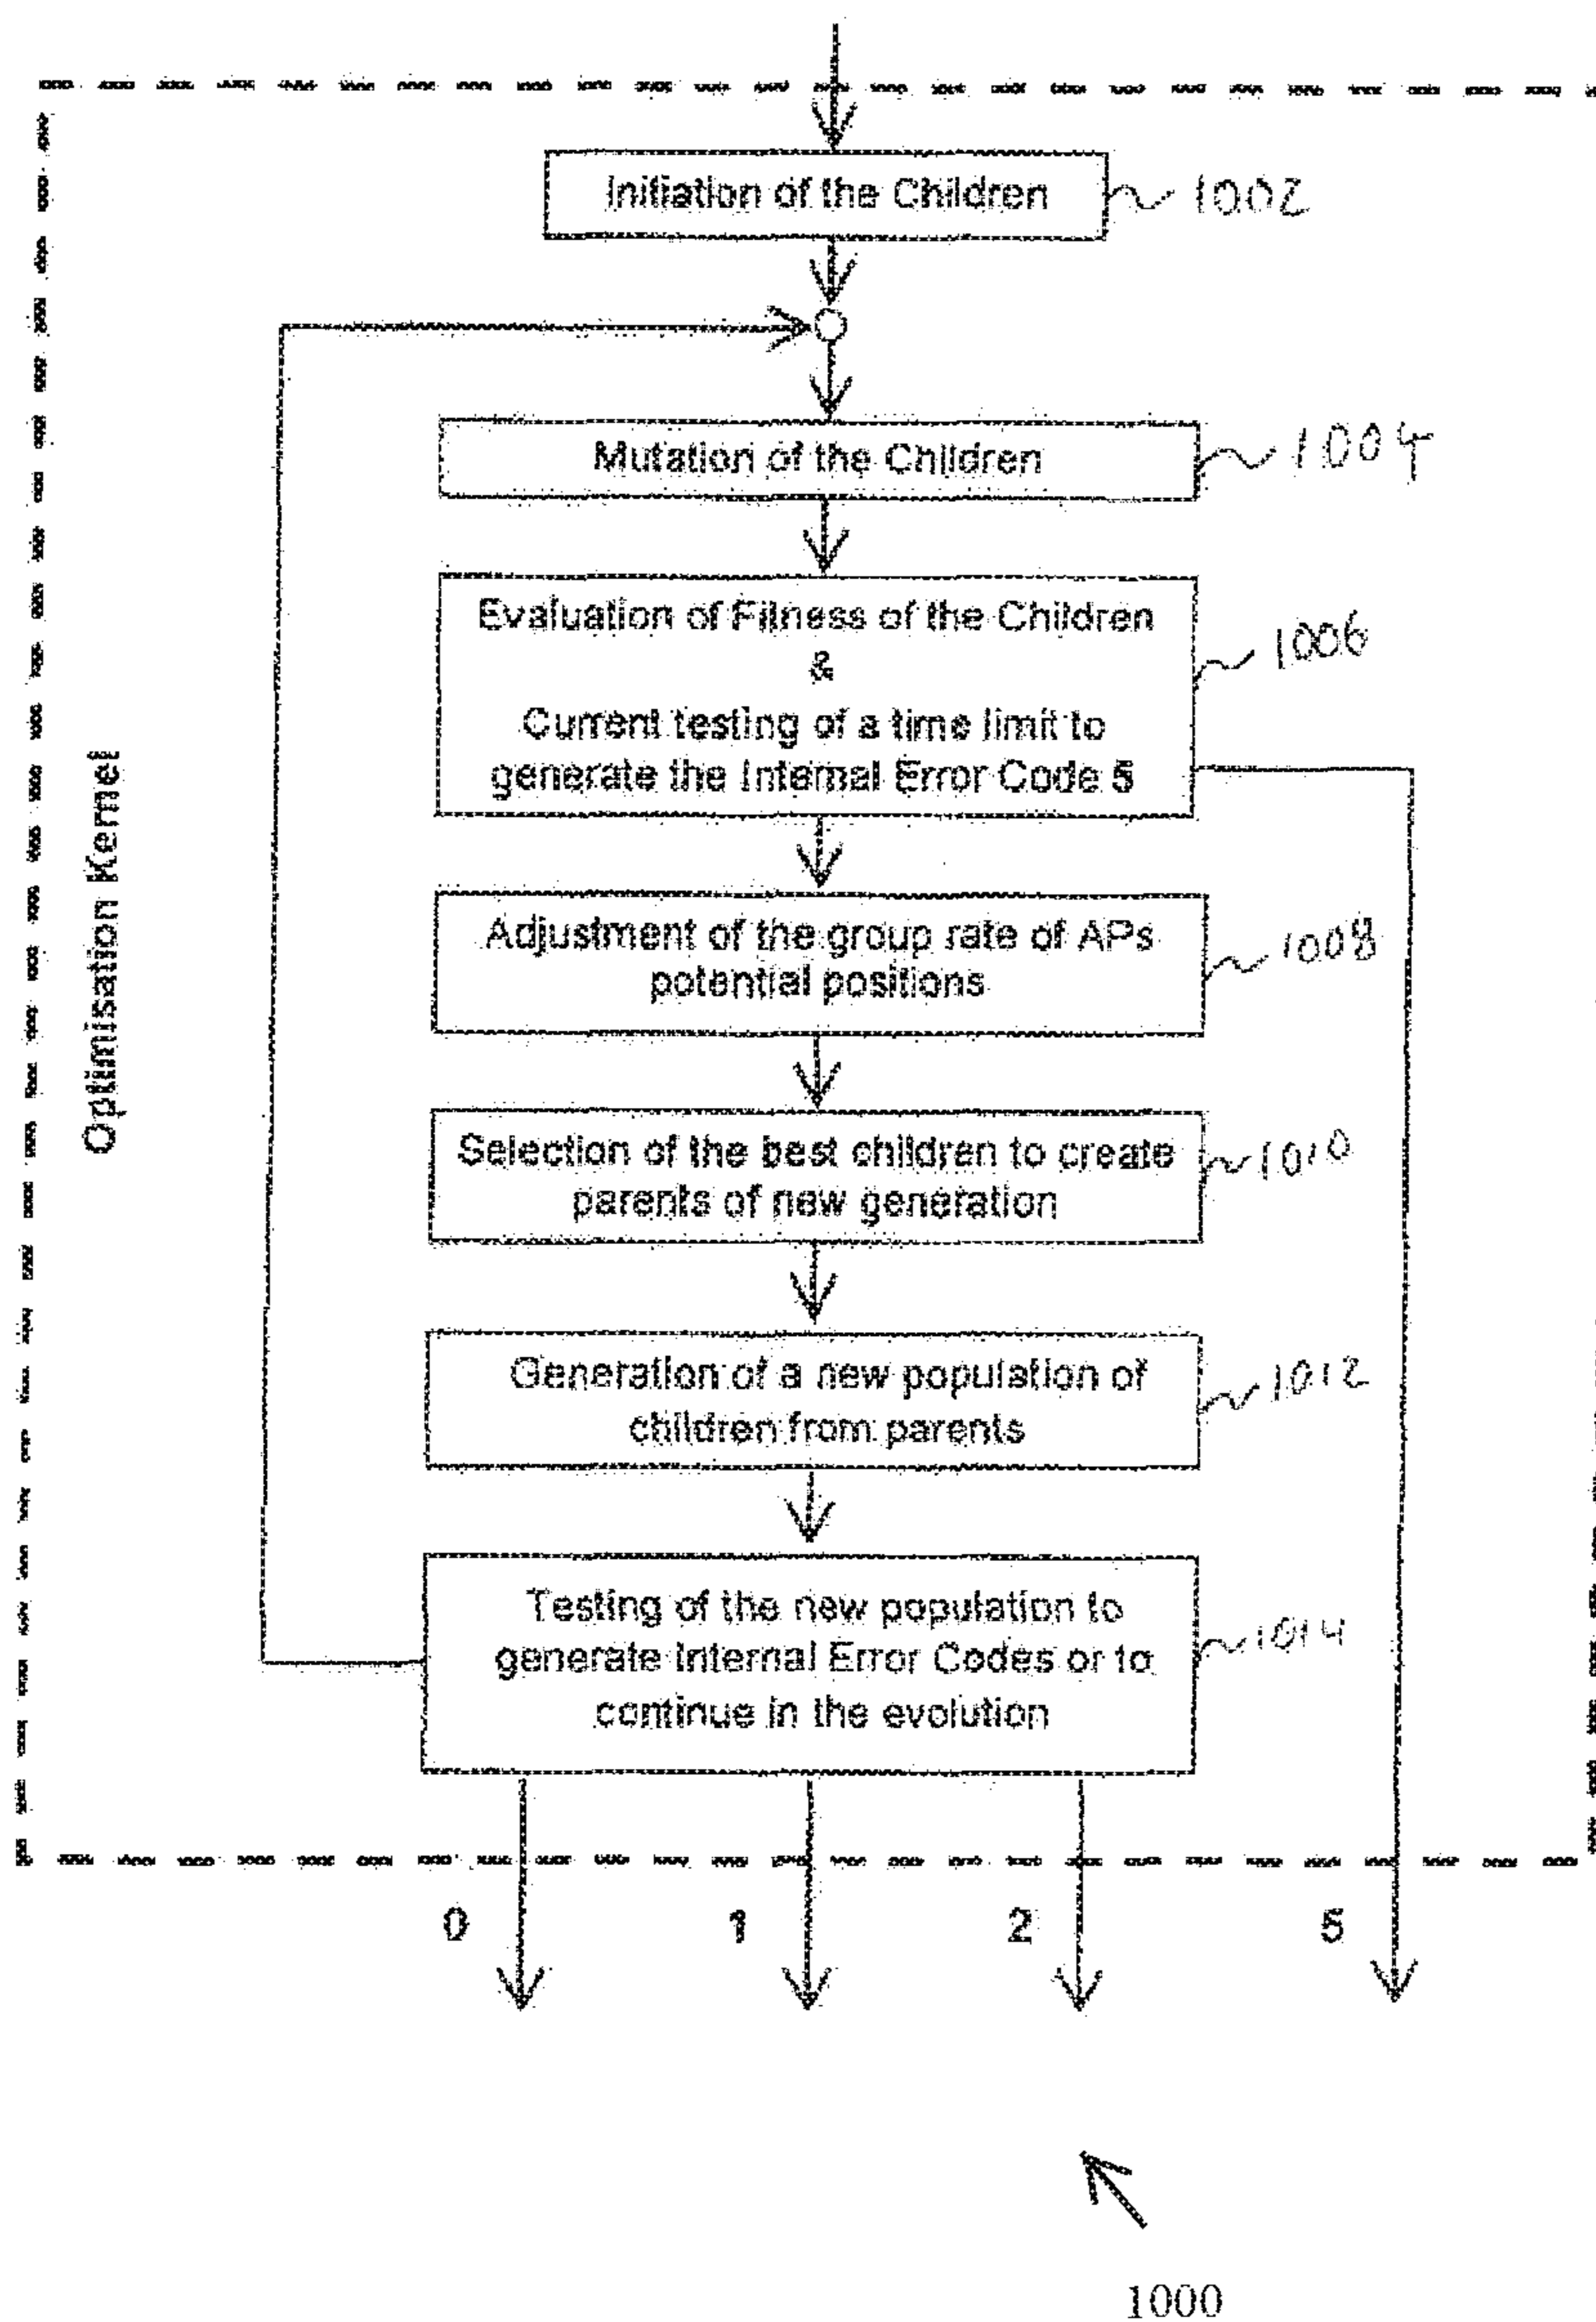 Optimisation Kernel
Initiation of the Children
1002
Mutation of the Children
1004
Evaluation of Fitness of the Children
&
Current testing of a time limit to
generate the Internal Error Code 5
1006
Adjustment of the group rate of APs
potential positions
1008
Selection of the best children to create
parents of new generation
1010
Generation of a new population of
children from parents
1012
Testing of the new population to
generate Internal Error Codes or to
continue in the evolution
1014
0
1
2
5
1000